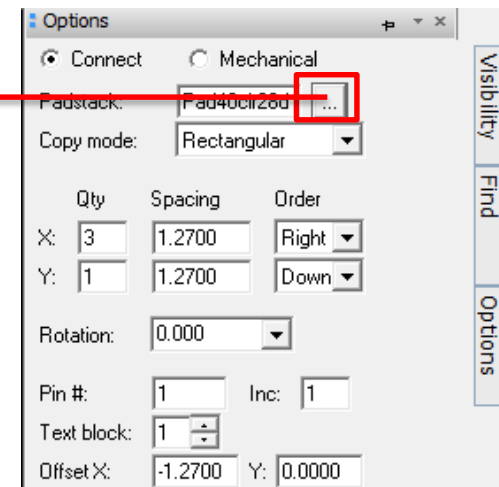 Options
Connect Mechanical
Padstack: Pad40cir28d ...
Copy mode: Rectangular
Qty Spacing Order
X: 3 1.2700 Right
Y: 1 1.2700 Down
Rotation: 0.000
Pin #: 1 Inc: 1
Text block: 1
Offset X: -1.2700 Y: 0.0000
Visibility
Find
Options